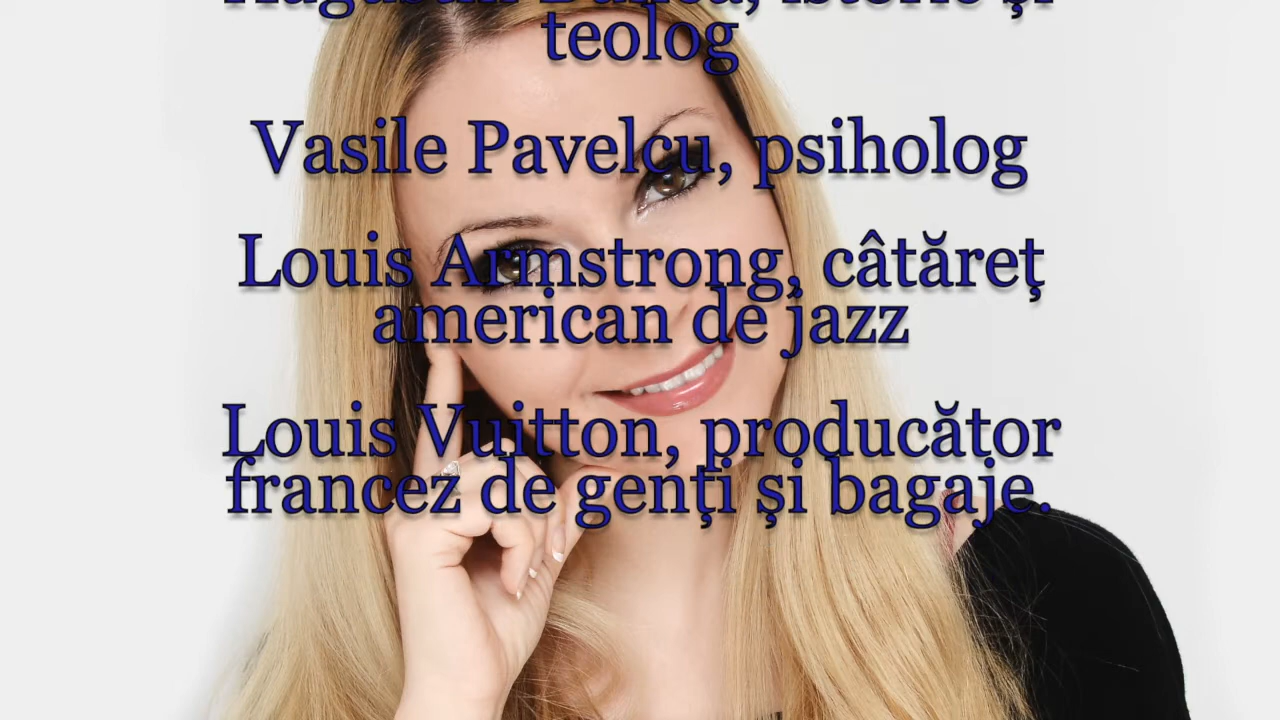 teolog
Vasile Pavelcu, psiholog
Louis Armstrong, câtăreț
american de jazz
Louis Vuitton, producător
francez de genți și bagaje.